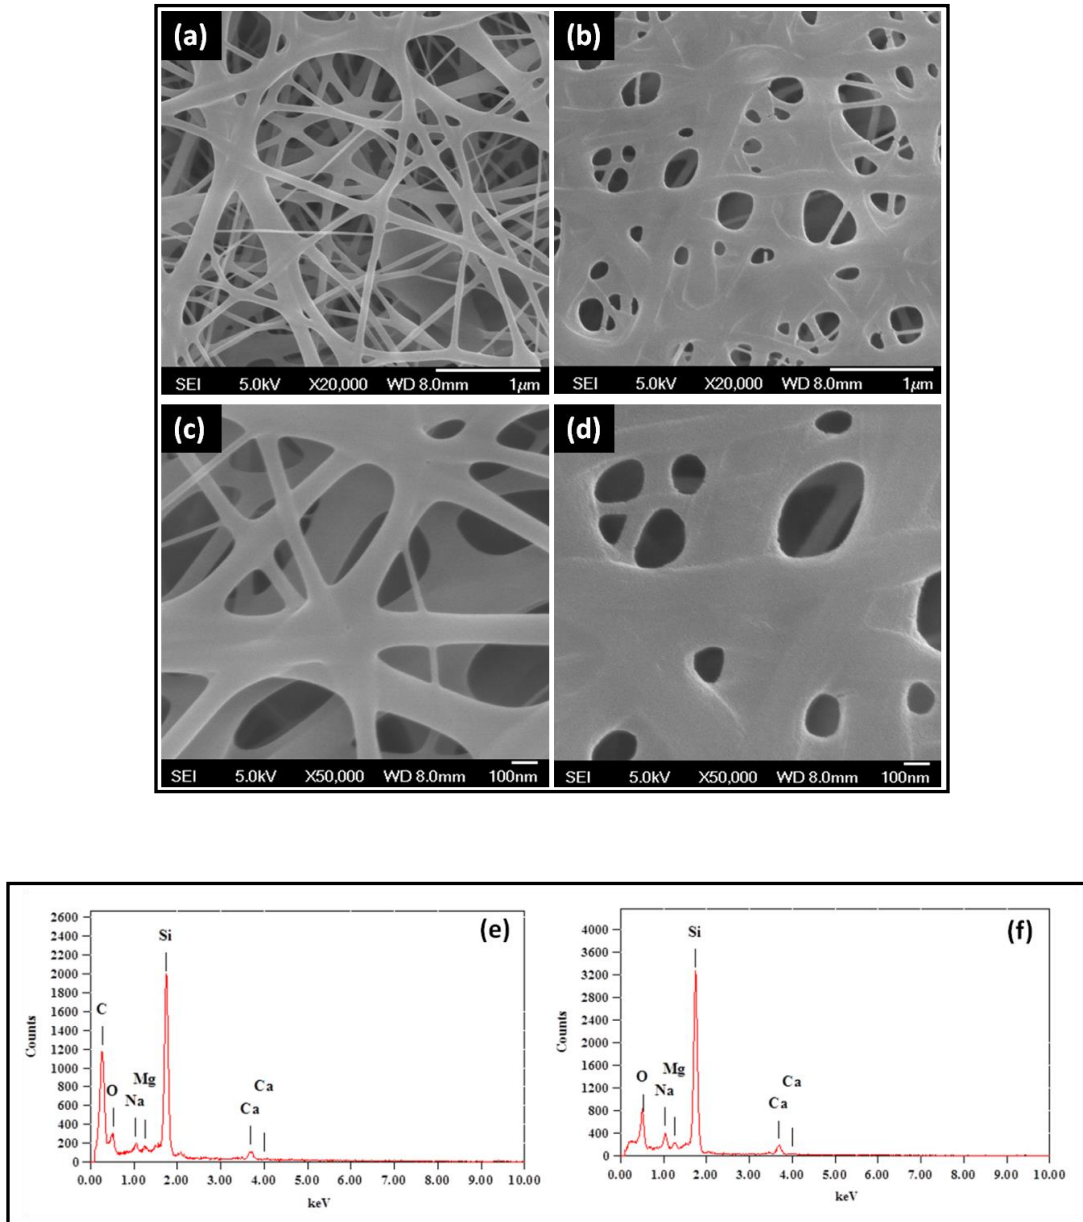 (a)
(b)
SEI 5.0kV X20,000 WD 8.0mm 1μm
SEI 5.0kV X20,000 WD 8.0mm 1μm
(c)
(d)
SEI 5.0kV X50,000 WD 8.0mm 100nm
SEI 5.0kV X50,000 WD 8.0mm 100nm
(e)
2600
2400
2200
2000
1800
1600
1400
1200
1000
800
600
400
200
0
Counts
C
O
Na
Mg
Si
Ca
Ca
0.00 1.00 2.00 3.00 4.00 5.00 6.00 7.00 8.00 9.00 10.00
keV
(f)
4000
3600
3200
2800
2400
2000
1600
1200
800
400
0
Counts
O
Na
Mg
Si
Ca
Ca
0.00 1.00 2.00 3.00 4.00 5.00 6.00 7.00 8.00 9.00 10.00
keV